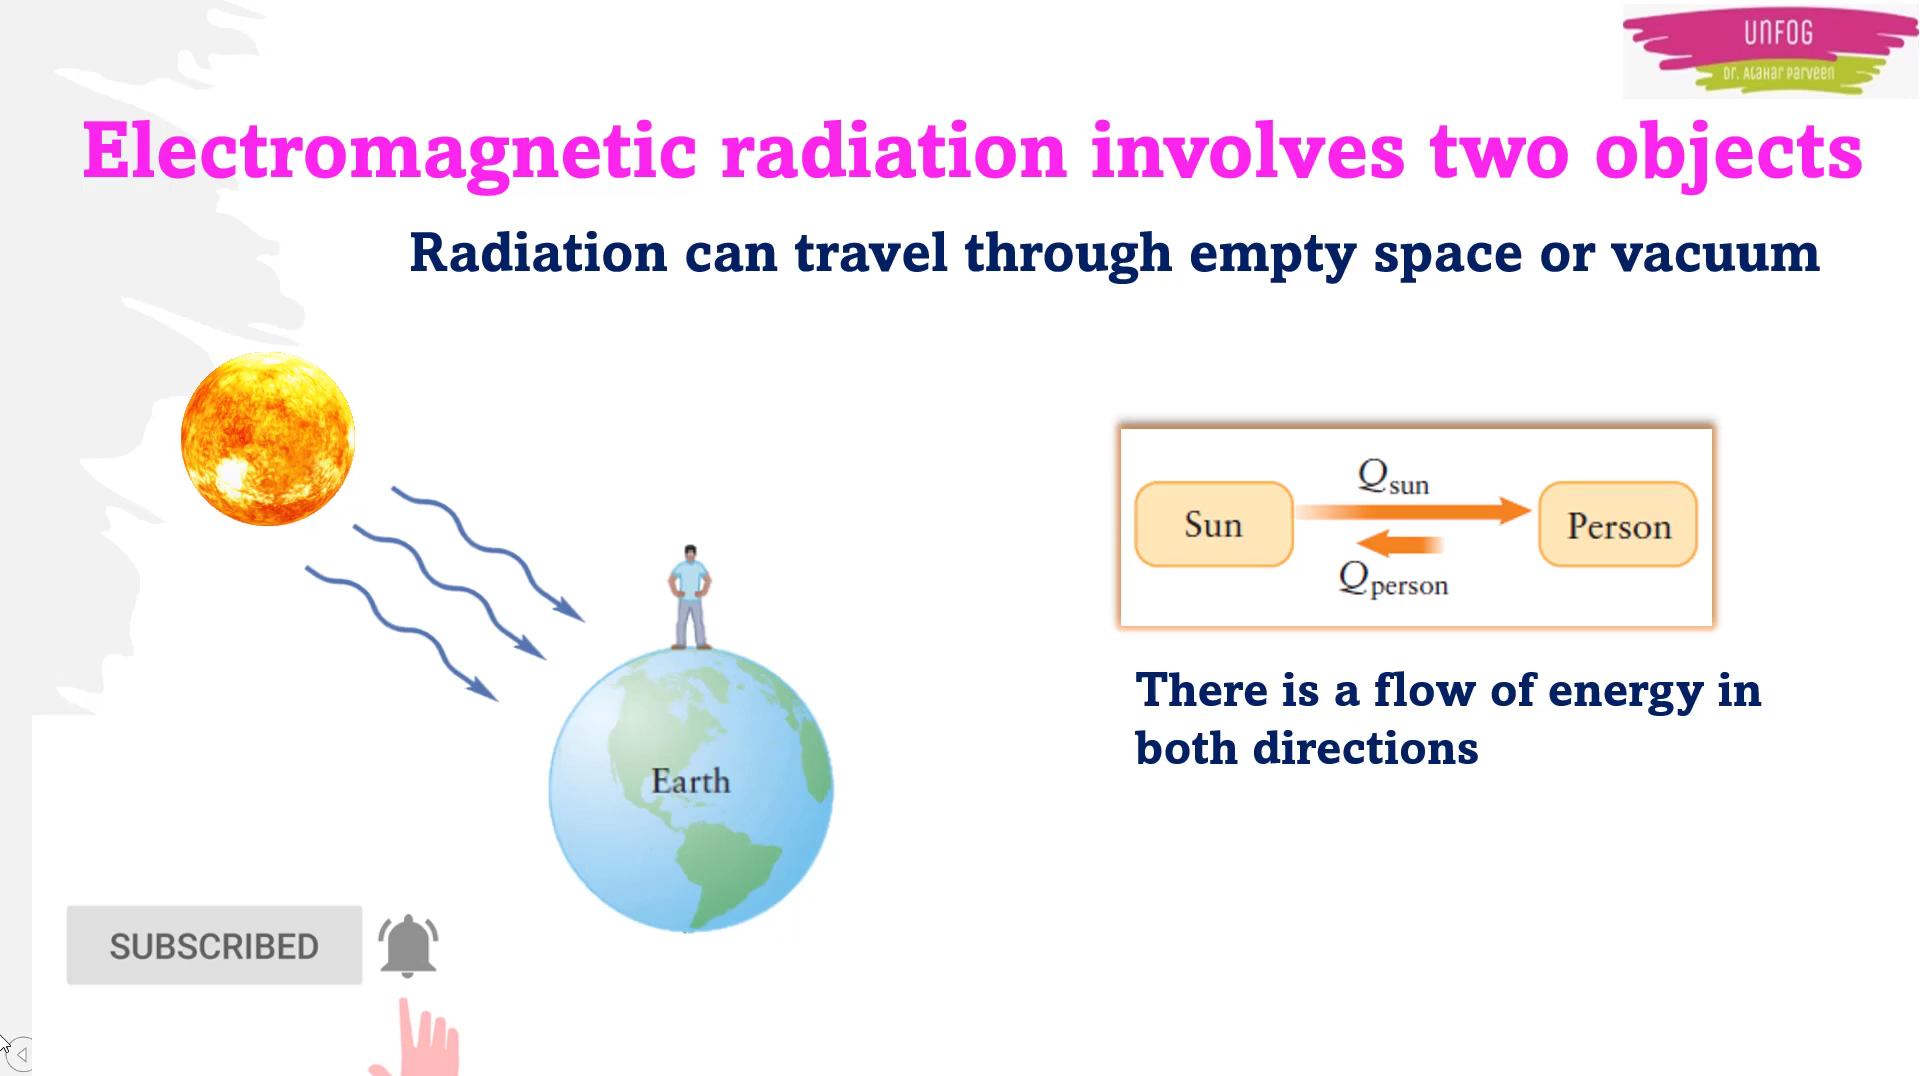 UNFOG
Dr. Atahar Parveen
Electromagnetic radiation involves two objects
Radiation can travel through empty space or vacuum
Qsun
Sun
Person
Qperson
There is a flow of energy in
both directions
Earth
SUBSCRIBED